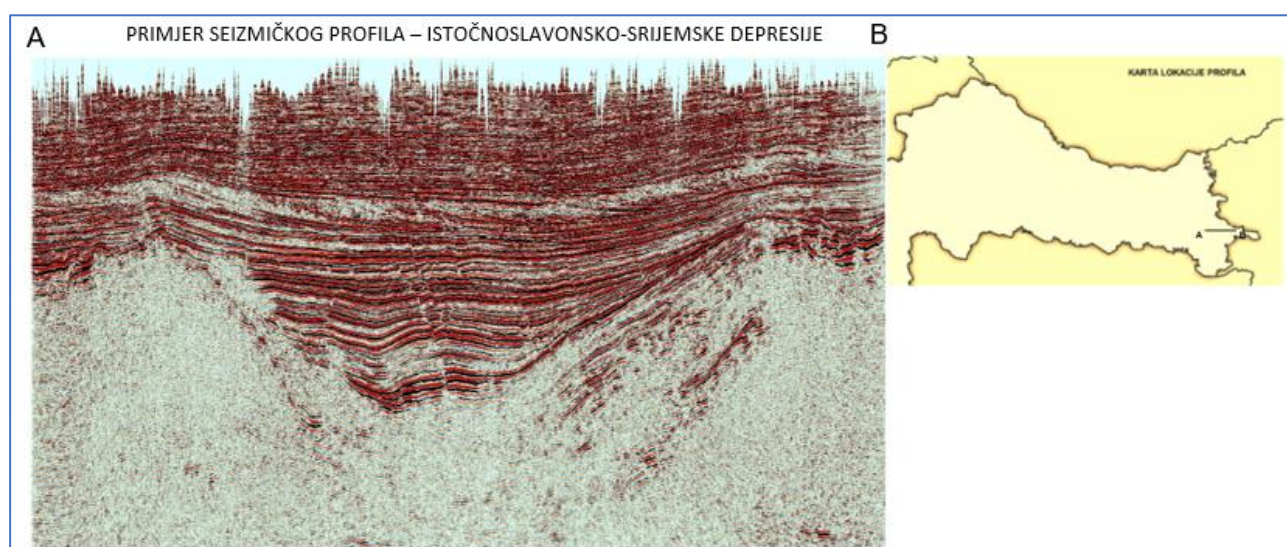 A
PRIMJER SEIZMIČKOG PROFILA – ISTOČNOSLAVONSKO-SRIJEMSKE DEPRESIJE
B
KARTA LOKACIJE PROFILA
A
B